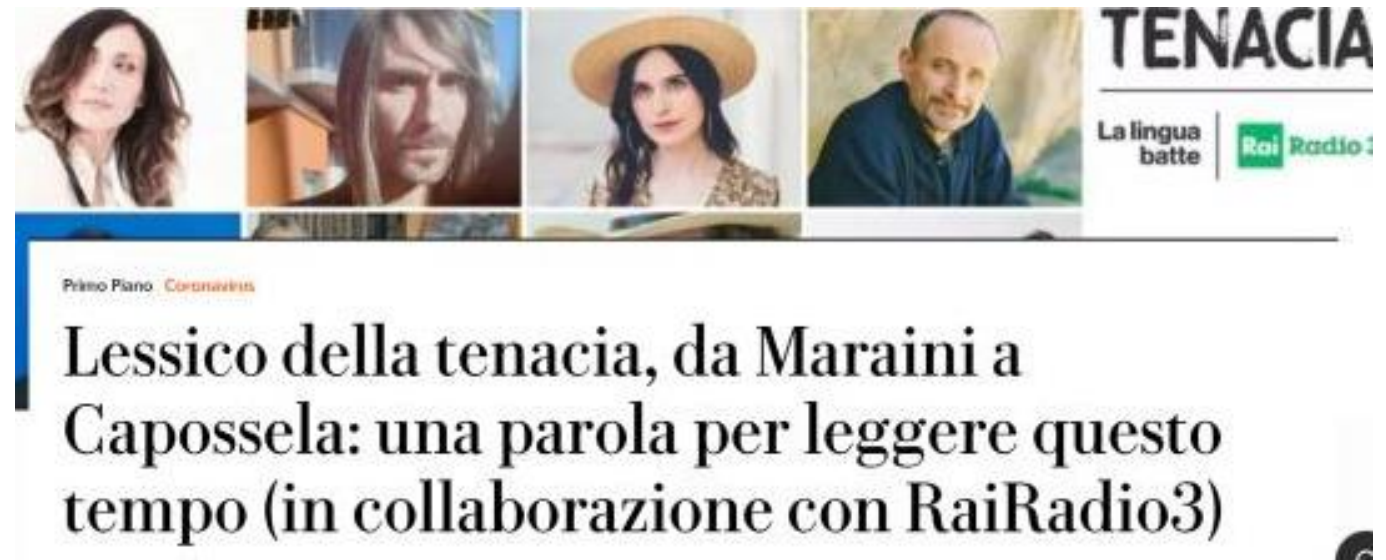 TENACIA
La lingua
batte
Rai Radio 3
Primo Piano Coronavirus
Lessico della tenacia, da Maraini a
Capossela: una parola per leggere questo
tempo (in collaborazione con RaiRadio3)